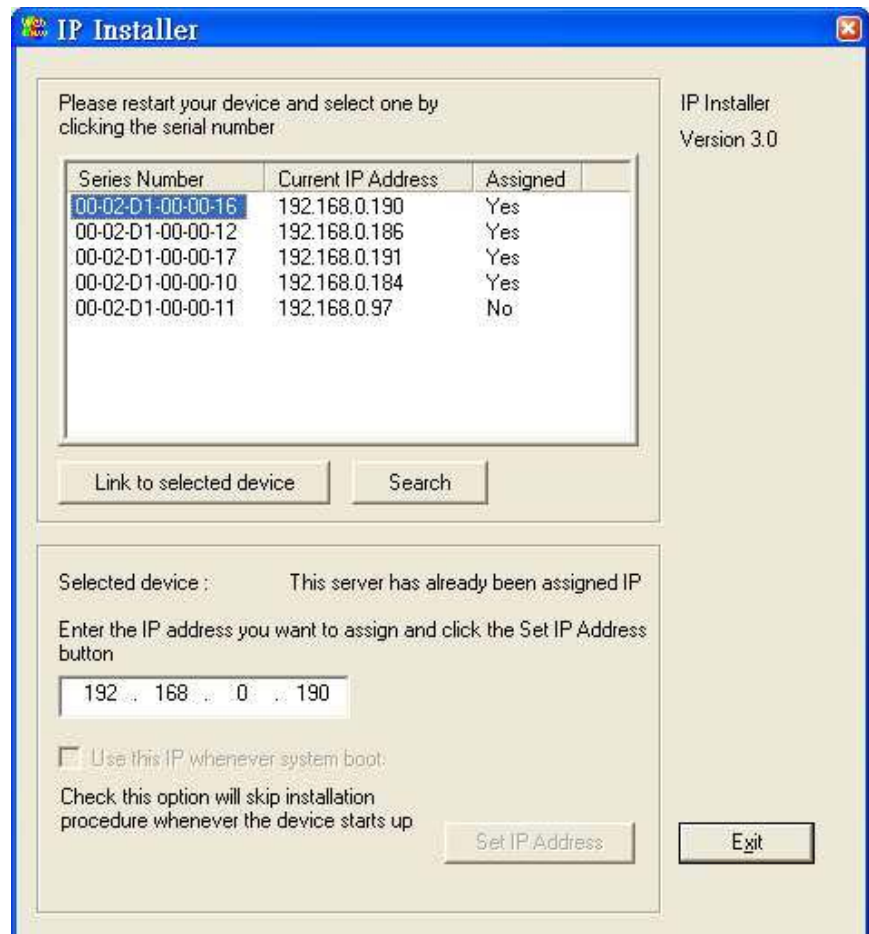 IP Installer
Please restart your device and select one by
clicking the serial number
IP Installer
Version 3.0
Series Number Current IP Address Assigned
00-02-D1-00-00-16 192.168.0.190 Yes
00-02-D1-00-00-12 192.168.0.186 Yes
00-02-D1-00-00-17 192.168.0.191 Yes
00-02-D1-00-00-10 192.168.0.184 Yes
00-02-D1-00-00-11 192.168.0.97 No
Link to selected device Search
Selected device : This server has already been assigned IP
Enter the IP address you want to assign and click the Set IP Address
button
192 . 168 . 0 . 190
Use this IP whenever system boot.
Check this option will skip installation
procedure whenever the device starts up
Set IP Address
Exit